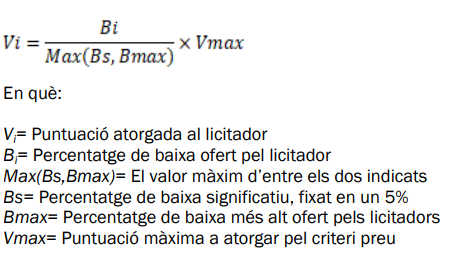 Vi = Bi / Max(Bs, Bmax) × Vmax
En què:
Vi= Puntuació atorgada al licitador
Bi= Percentatge de baixa ofert pel licitador
Max(Bs,Bmax)= El valor màxim d'entre els dos indicats
Bs= Percentatge de baixa significatiu, fixat en un 5%
Bmax= Percentatge de baixa més alt ofert pels licitadors
Vmax= Puntuació màxima a atorgar pel criteri preu